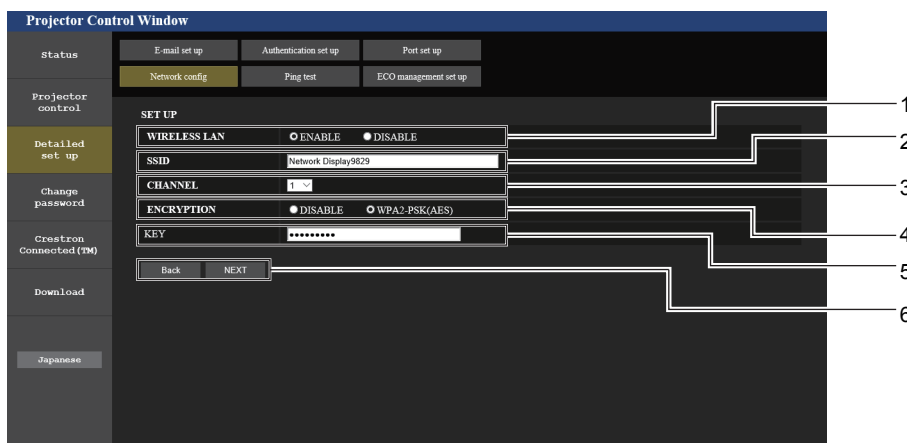 Projector Control Window
Status
E-mail set up
Authentication set up
Port set up
Network config
Ping test
ECO management set up
Projector
control
SET UP
1
WIRELESS LAN
ENABLE
DISABLE
Detailed
set up
2
SSID
Network Display9829
CHANNEL
1
3
Change
password
ENCRYPTION
DISABLE
WPA2-PSK(AES)
4
Crestron
Connected(TM)
KEY
•••••••••
5
Back
NEXT
Download
6
Japanese